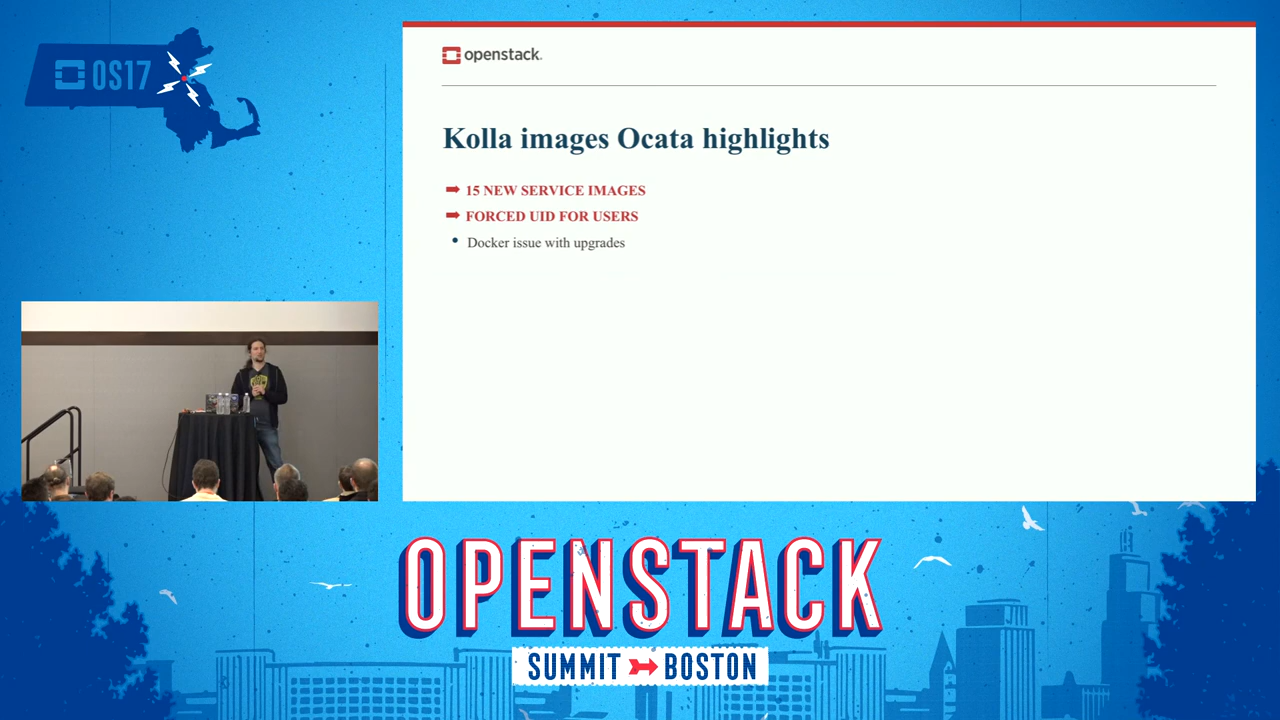 OS17
openstack.
Kolla images Ocata highlights
15 NEW SERVICE IMAGES
FORCED UID FOR USERS
Docker issue with upgrades
OPENSTACK
SUMMIT BOSTON